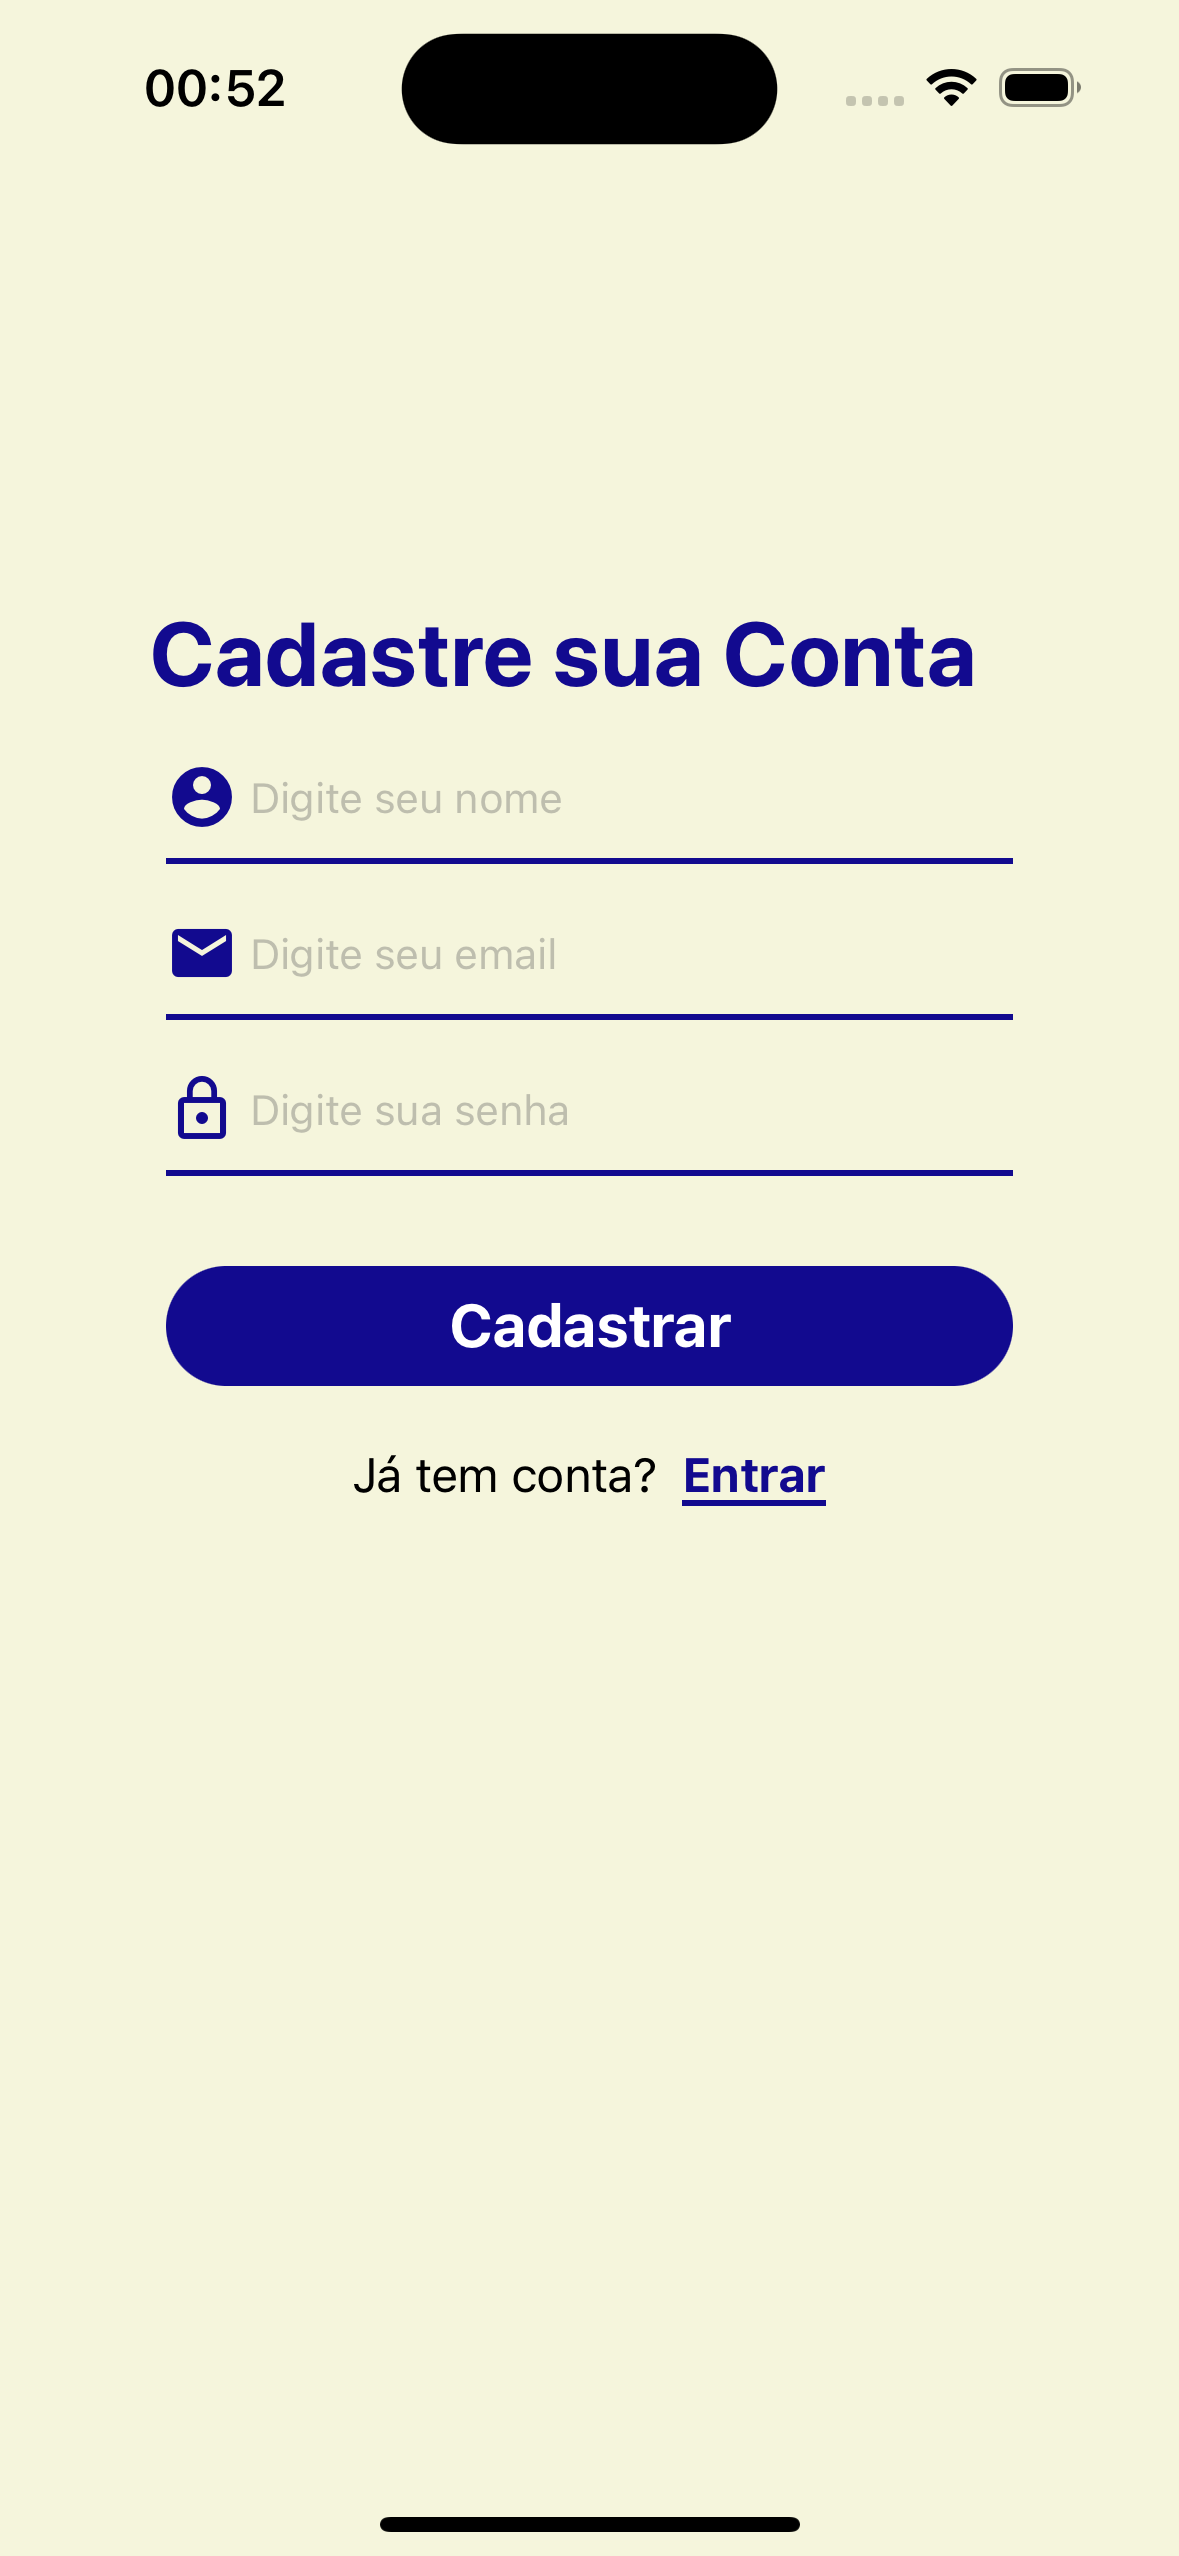 00:52
Cadastre sua Conta
Digite seu nome
Digite seu email
Digite sua senha
Cadastrar
Já tem conta? Entrar